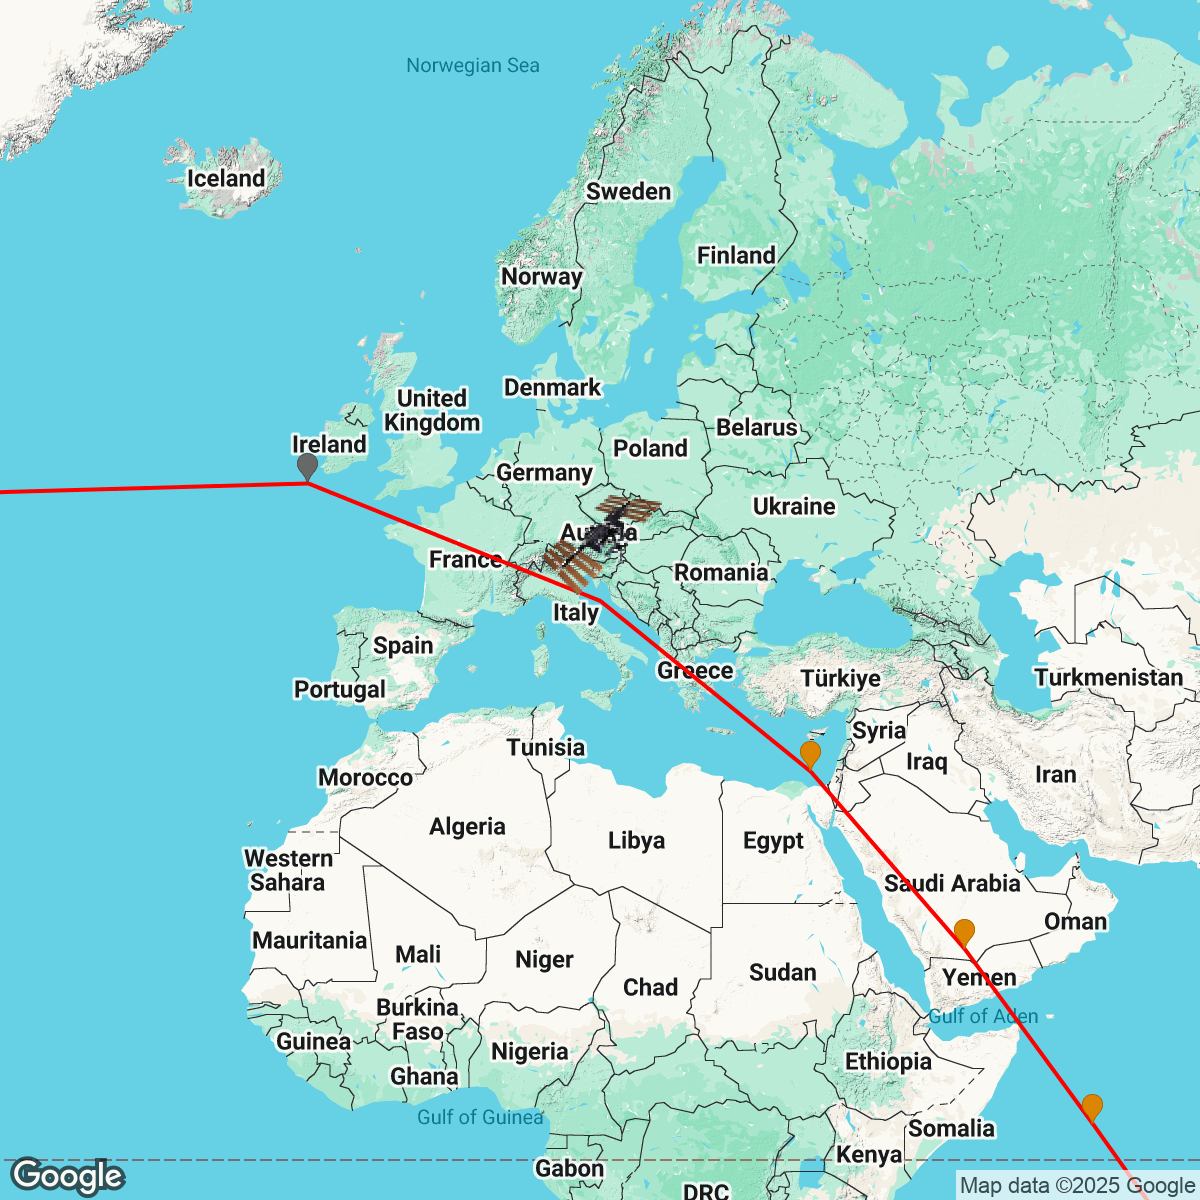 Norwegian Sea
Iceland
Sweden
Finland
Norway
Denmark
United
Kingdom
Ireland
Belarus
Poland
Germany
Ukraine
Austria
France
Romania
Italy
Spain
Greece
Portugal
Türkiye
Turkmenistan
Syria
Tunisia
Iraq
Iran
Morocco
Algeria
Libya
Egypt
Western
Sahara
Saudi Arabia
Oman
Mauritania
Mali
Niger
Sudan
Yemen
Chad
Burkina
Faso
Gulf of Aden
Guinea
Nigeria
Ethiopia
Ghana
Gulf of Guinea
Somalia
Kenya
Gabon
DRC
Google
Map data ©2025 Google